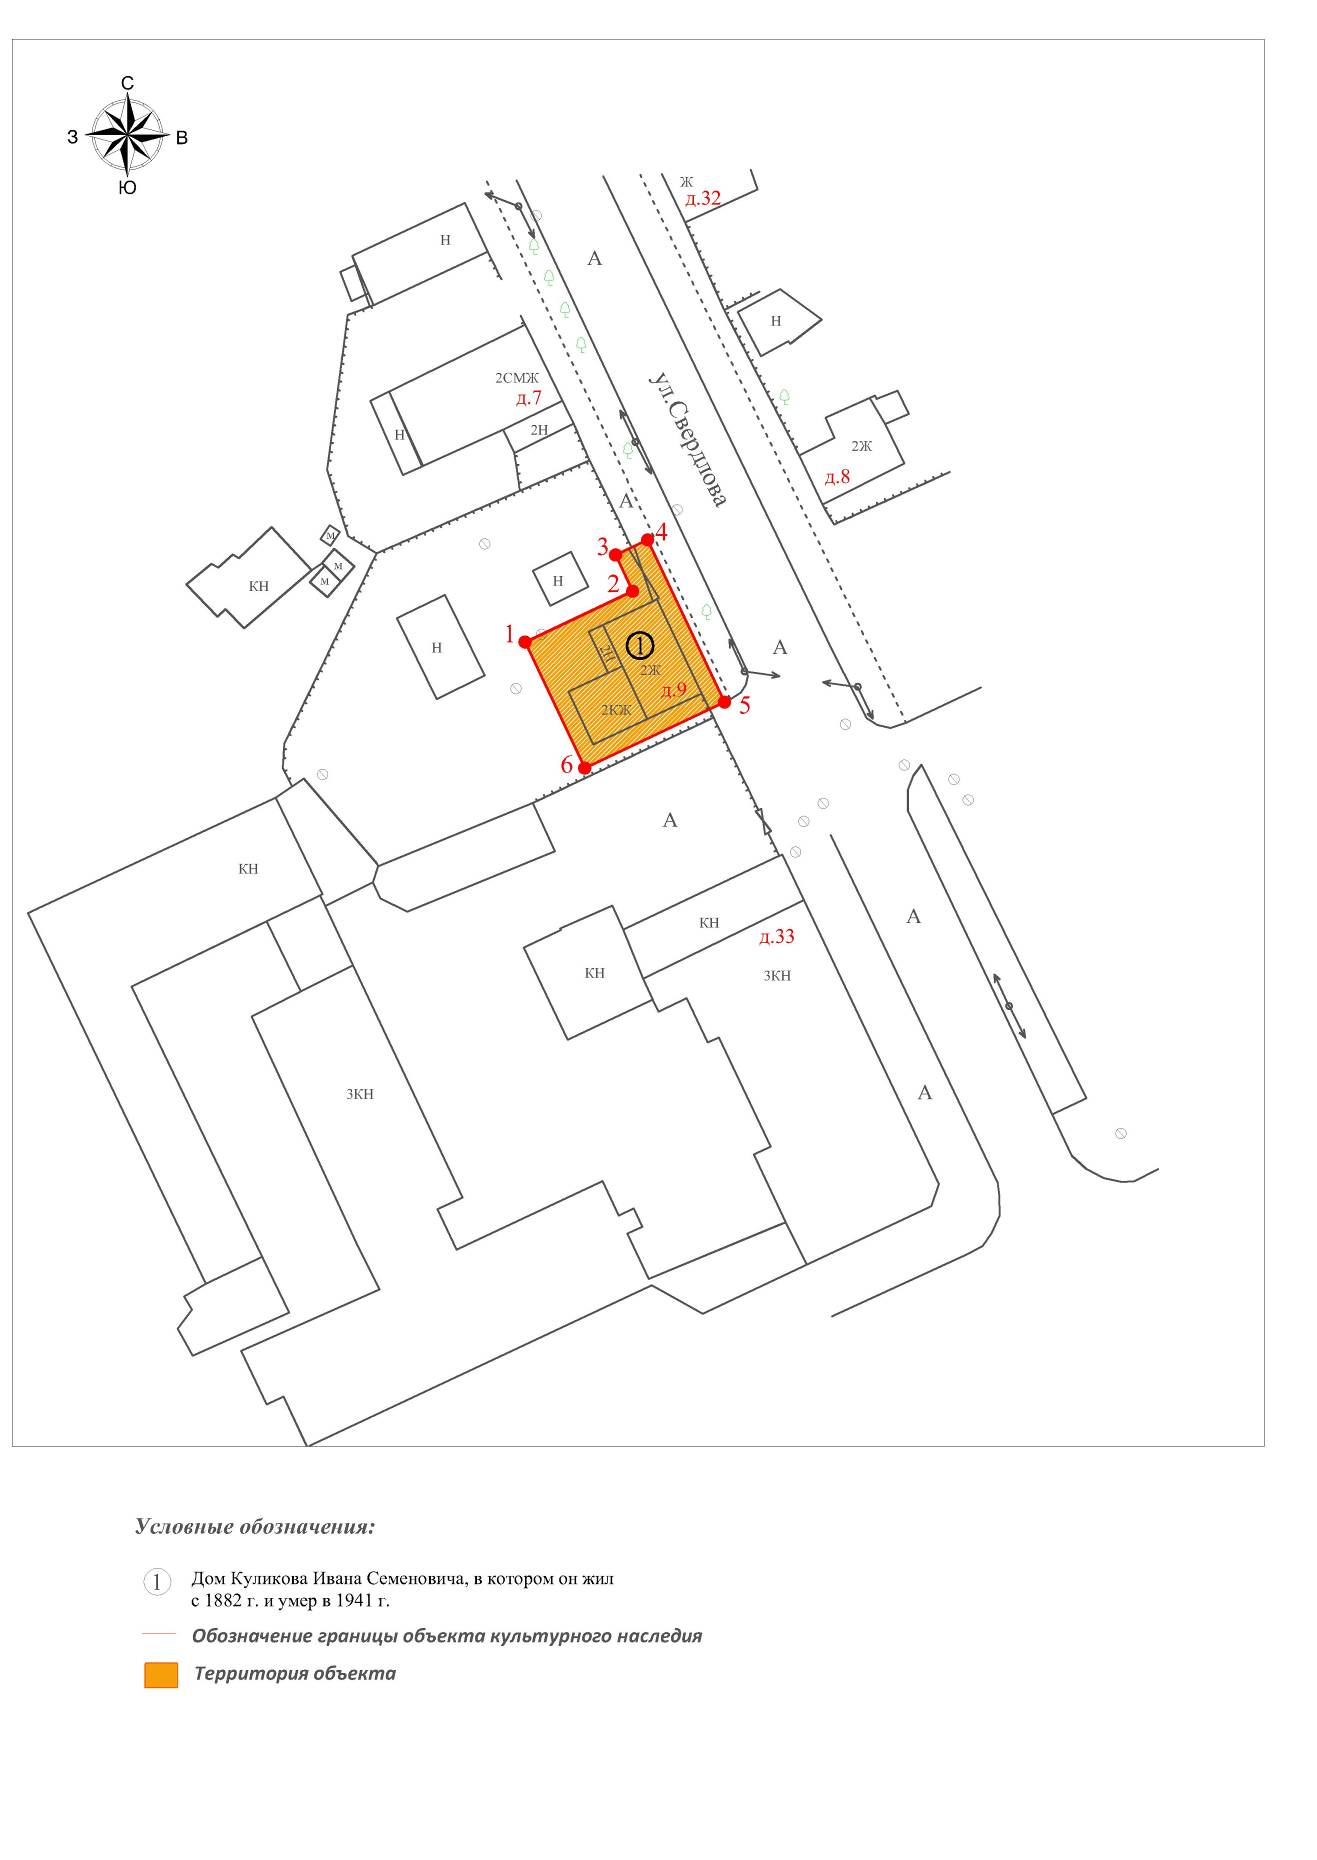 С
З
В
Ю
Ж
д.32
Н
А
Н
2СМЖ
д.7
2Н
Н
ул.Свердлова
2Ж
д.8
А
4
3
М
М
М
КН
Н
2
1
1
Н
2Н
2Ж
А
д.9
2КЖ
5
6
А
КН
КН
д.33
КН
3КН
А
3КН
А
Условные обозначения:
1
Дом Куликова Ивана Семеновича, в котором он жил
с 1882 г. и умер в 1941 г.
Обозначение границы объекта культурного наследия
Территория объекта